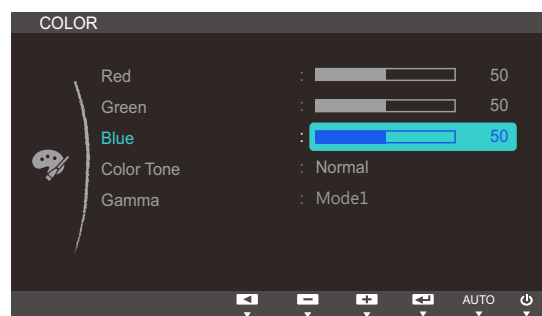 COLOR
Red : 50
Green : 50
Blue : 50
Color Tone : Normal
Gamma : Mode1
AUTO